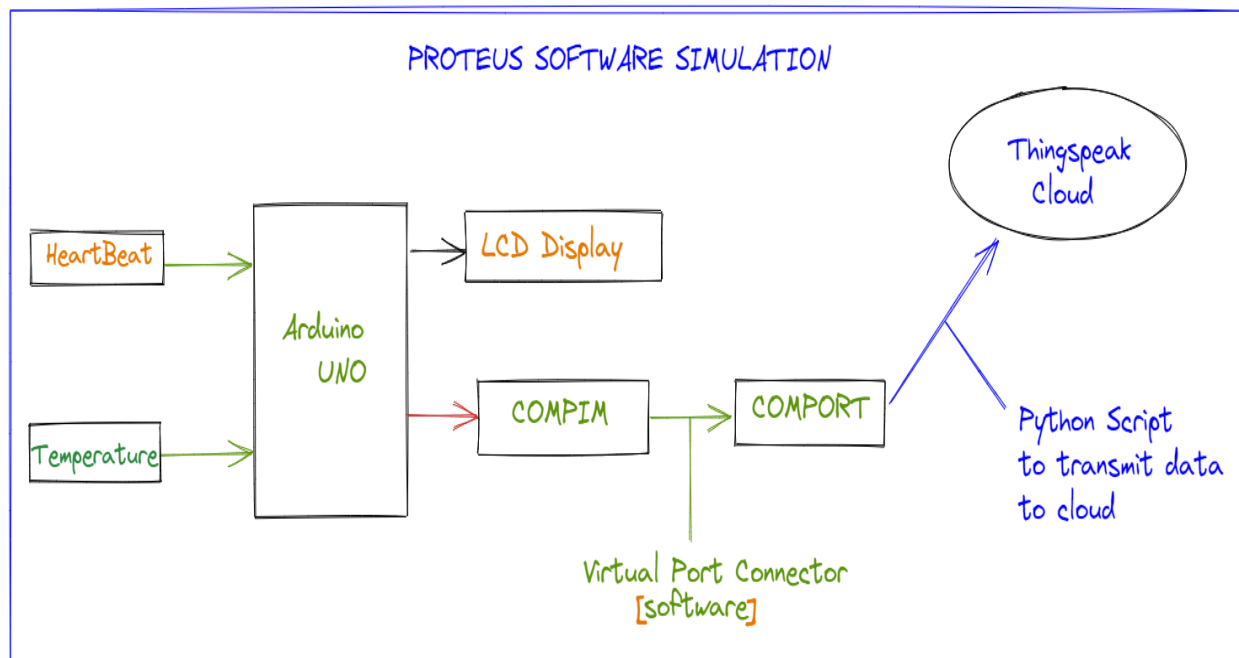 PROTEUS SOFTWARE SIMULATION
Thingspeak
Cloud
HeartBeat
LCD Display
Arduino
UNO
COMPIM
COMPORT
Temperature
Python Script
to transmit data
to cloud
Virtual Port Connector
[software]